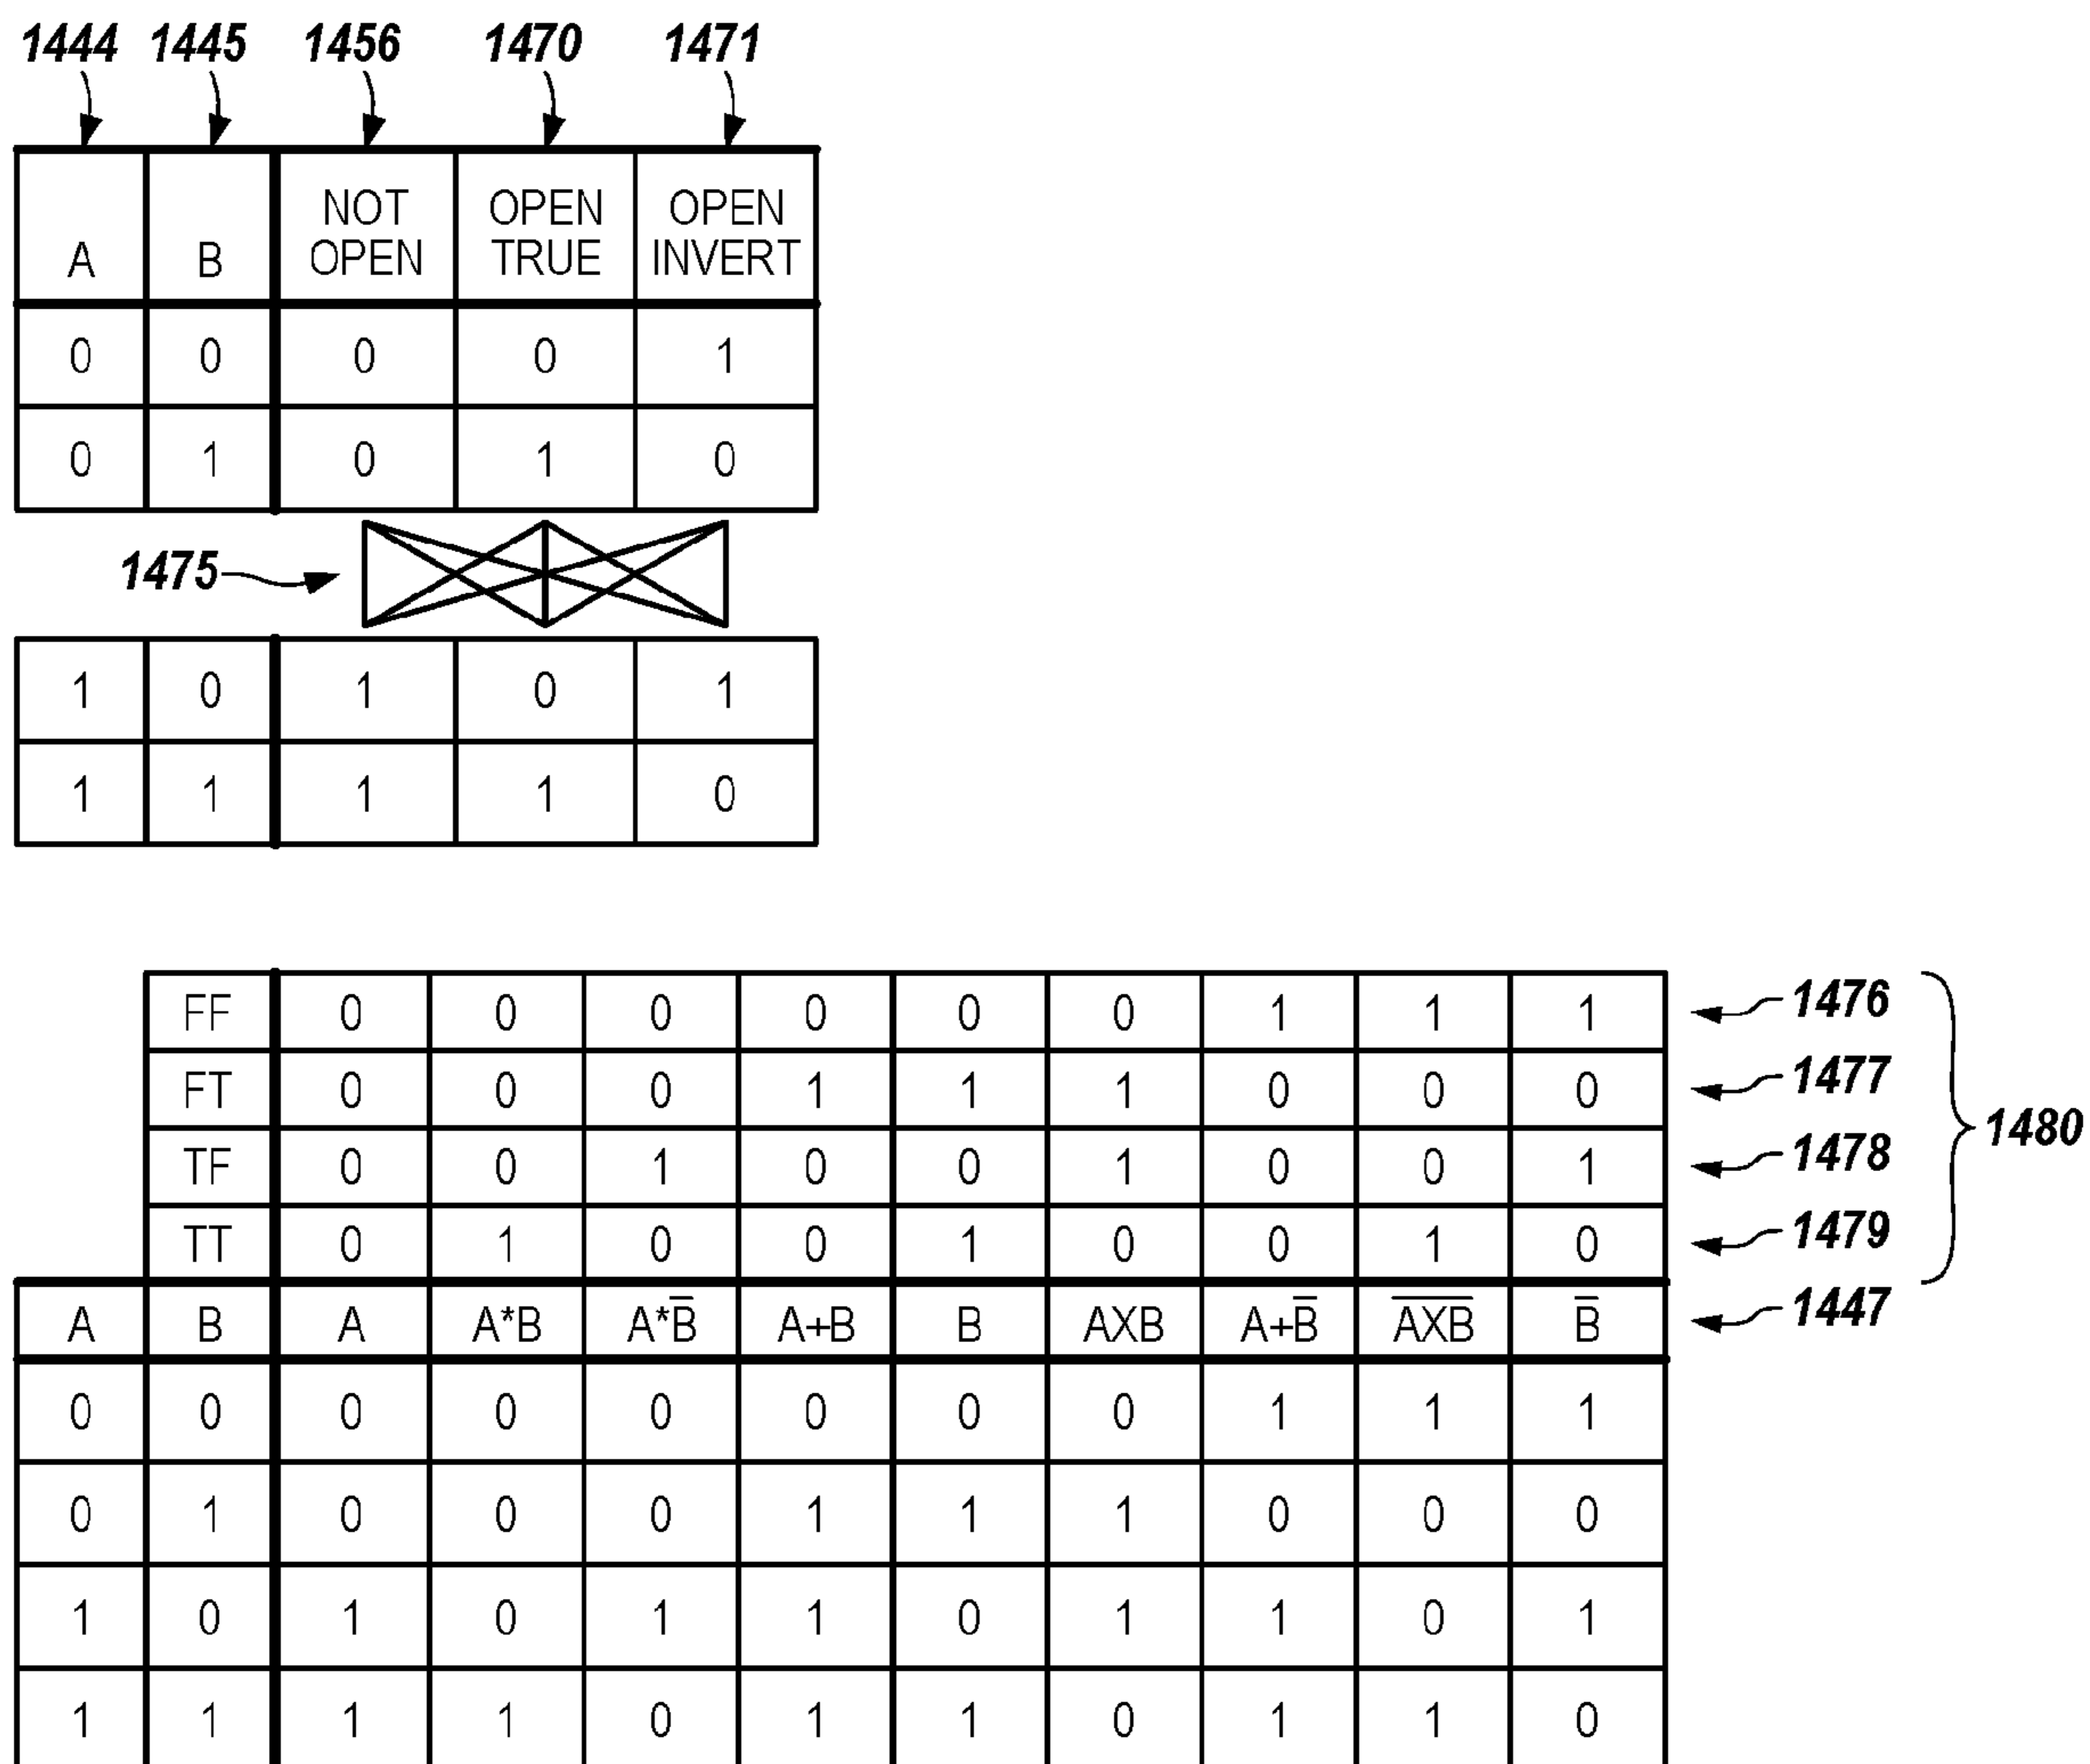 1444 1445 1456 1470 1471
A B NOT OPEN OPEN TRUE OPEN INVERT
0 0 0 0 1
0 1 0 1 0
1475
1 0 1 0 1
1 1 1 1 0
FF 0 0 0 0 0 0 1 1 1 1476
FT 0 0 0 1 1 1 0 0 0 1477
1480
TF 0 0 1 0 0 1 0 0 1 1478
TT 0 1 0 0 1 0 0 1 0 1479
A B A A*B A*B̅ A+B B AXB A+B̅ A̅X̅B̅ B̅ 1447
0 0 0 0 0 0 0 0 1 1 1
0 1 0 0 0 1 1 1 0 0 0
1 0 1 0 1 1 0 1 1 0 1
1 1 1 1 0 1 1 0 1 1 0